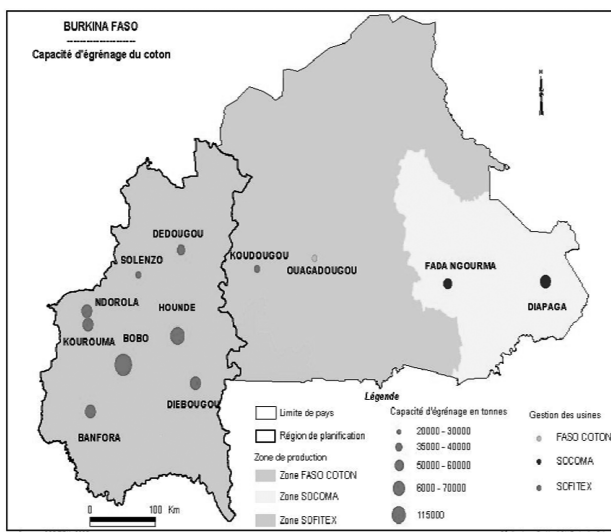 BURKINA FASO
Capacité d'égrénage du coton
DEDOUGOU
SOLENZO
KOUDOUGOU
OUAGADOUGOU
FADA NGOURMA
DIAPAGA
NDOROLA
HOUNDE
KOUROUMA
BOBO
DIEBOUGOU
BANFORA
0 100 Km
Légende
Limite de pays
Région de planification
Zone de production
Zone FASO COTON
Zone SOCOMA
Zone SOFITEX
Capacité d'égrénage en tonnes
20000 - 30000
35000 - 40000
50000 - 60000
6000 - 70000
115000
Gestion des usines
FASO COTON
SOCOMA
SOFITEX